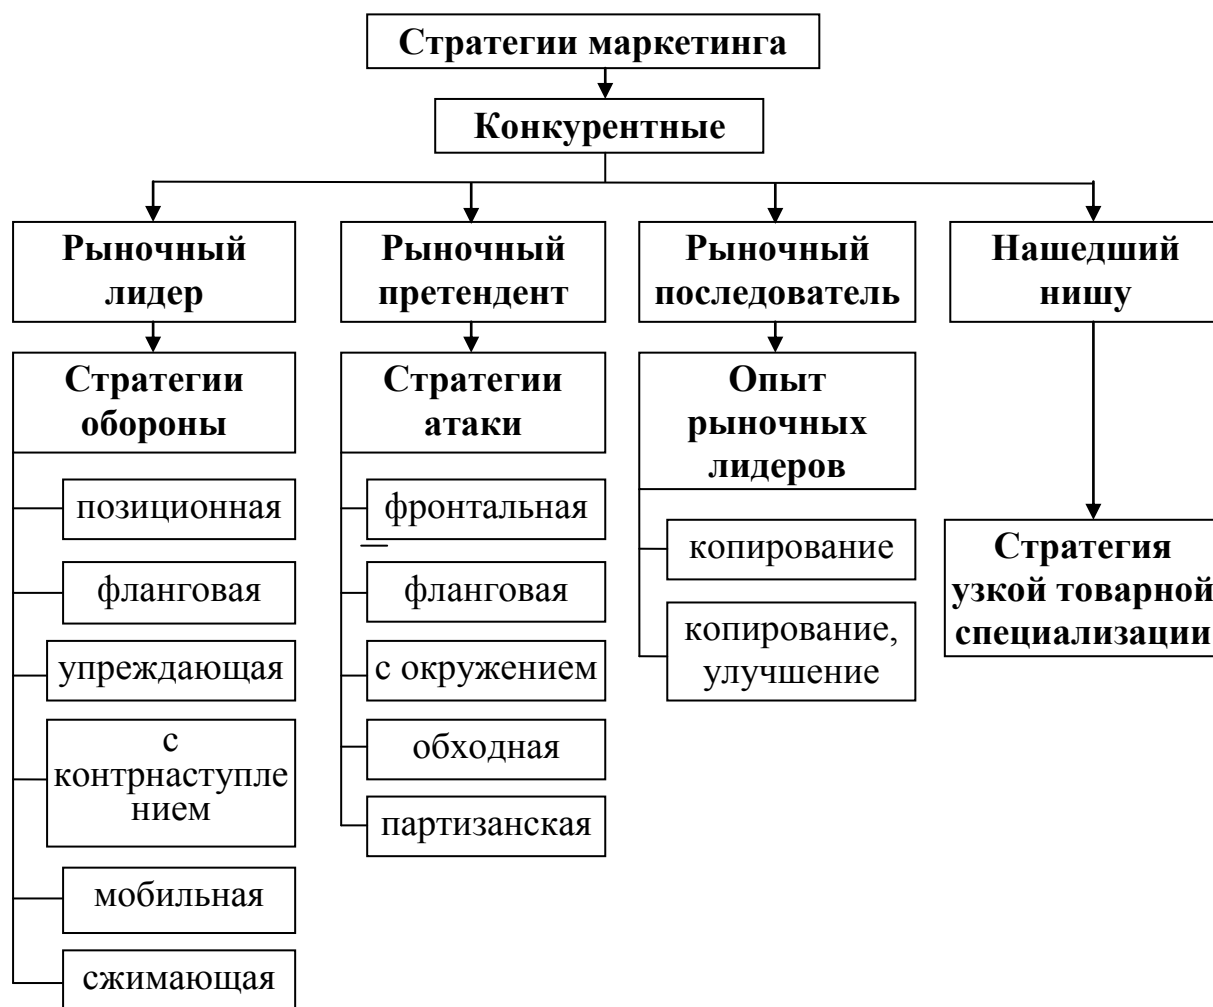 Стратегии маркетинга
Конкурентные
Рыночный
лидер
Рыночный
претендент
Рыночный
последователь
Нашедший
нишу
Стратегии
обороны
позиционная
фланговая
упреждающая
с
контрнаступле
нием
мобильная
сжимающая
Стратегии
атаки
фронтальная
фланговая
с окружением
обходная
партизанская
Опыт
рыночных
лидеров
копирование
копирование,
улучшение
Стратегия
узкой товарной
специализации